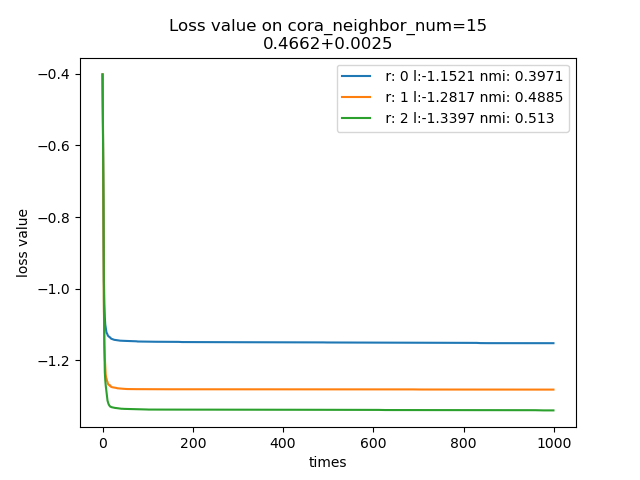 Loss value on cora_neighbor_num=15
0.4662+0.0025
r: 0 l:-1.1521 nmi: 0.3971
r: 1 l:-1.2817 nmi: 0.4885
r: 2 l:-1.3397 nmi: 0.513
loss value
−0.4
−0.6
−0.8
−1.0
−1.2
0 200 400 600 800 1000
times